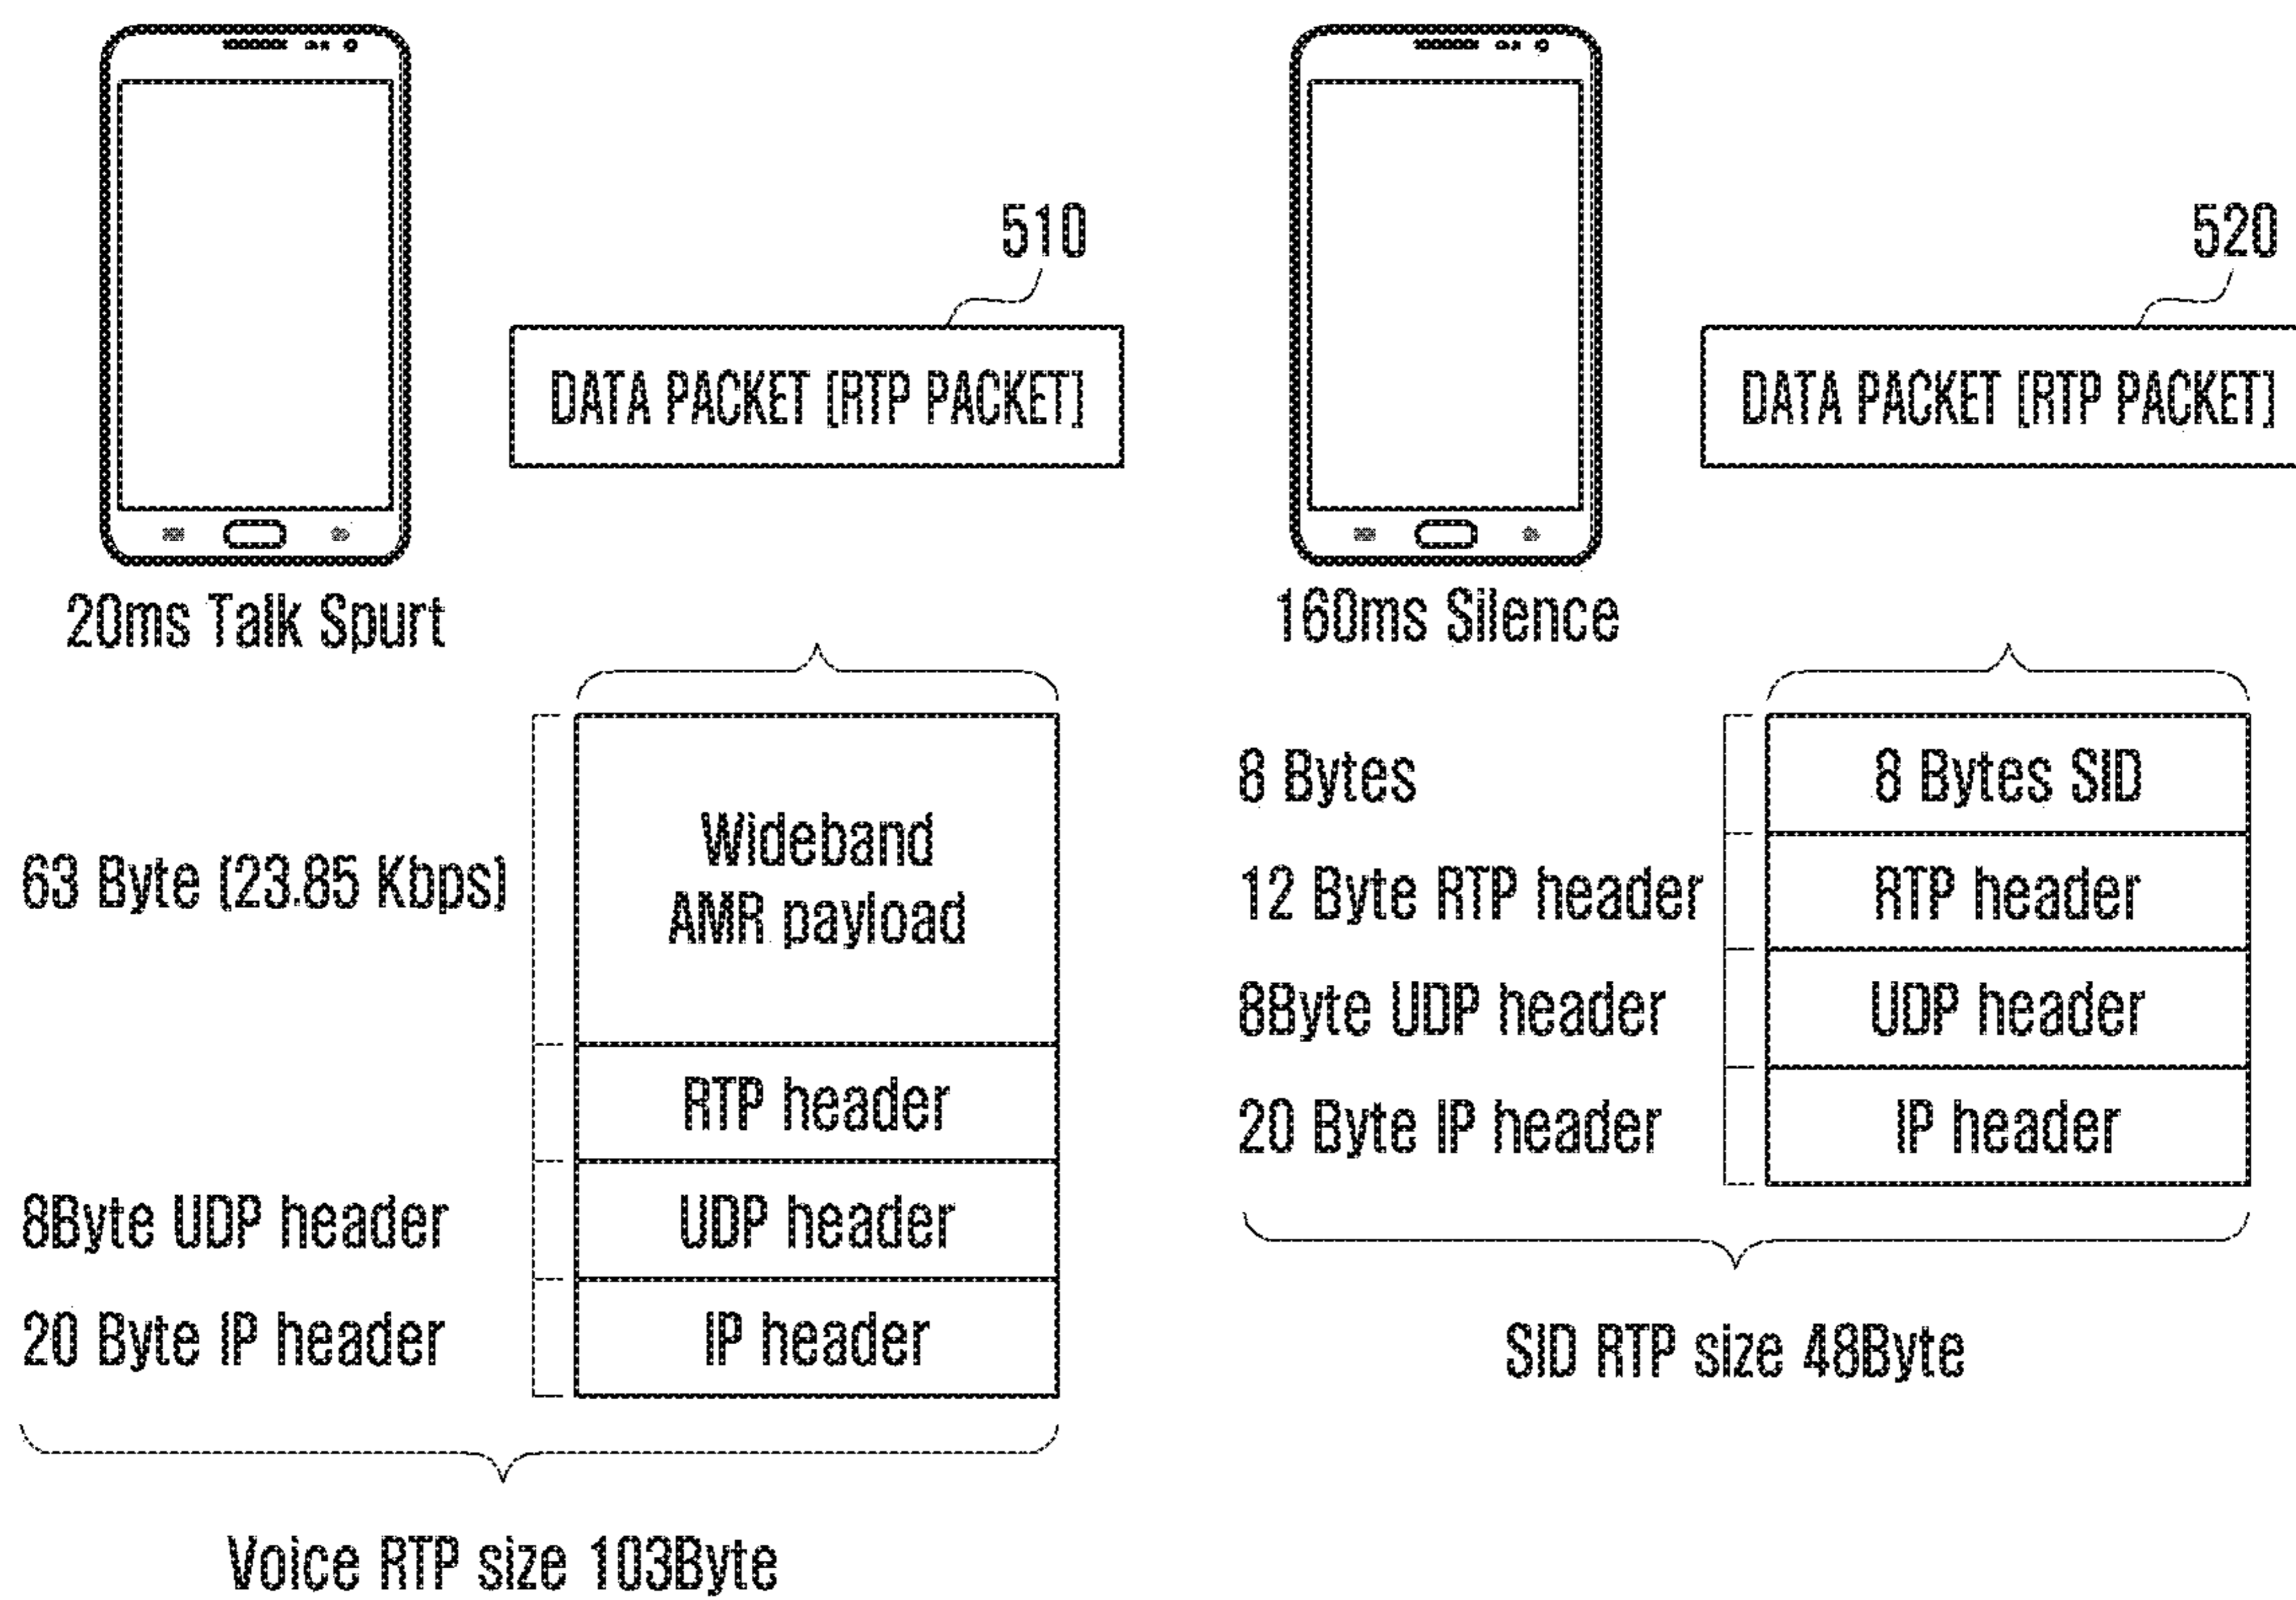 510
DATA PACKET [RTP PACKET]
20ms Talk Spurt
63 Byte (23.85 Kbps)
Wideband
AMR payload
RTP header
8Byte UDP header
UDP header
20 Byte IP header
IP header
Voice RTP size 103Byte
520
DATA PACKET [RTP PACKET]
160ms Silence
8 Bytes
8 Bytes SID
12 Byte RTP header
RTP header
8Byte UDP header
UDP header
20 Byte IP header
IP header
SID RTP size 48Byte